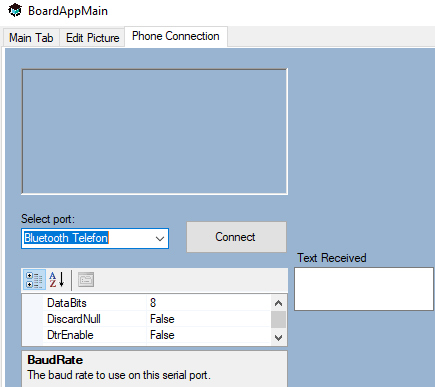 BoardAppMain
Main Tab Edit Picture Phone Connection
Select port:
Bluetooth Telefon
Connect
Text Received
A Z
DataBits 8
DiscardNull False
DtrEnable False
BaudRate
The baud rate to use on this serial port.